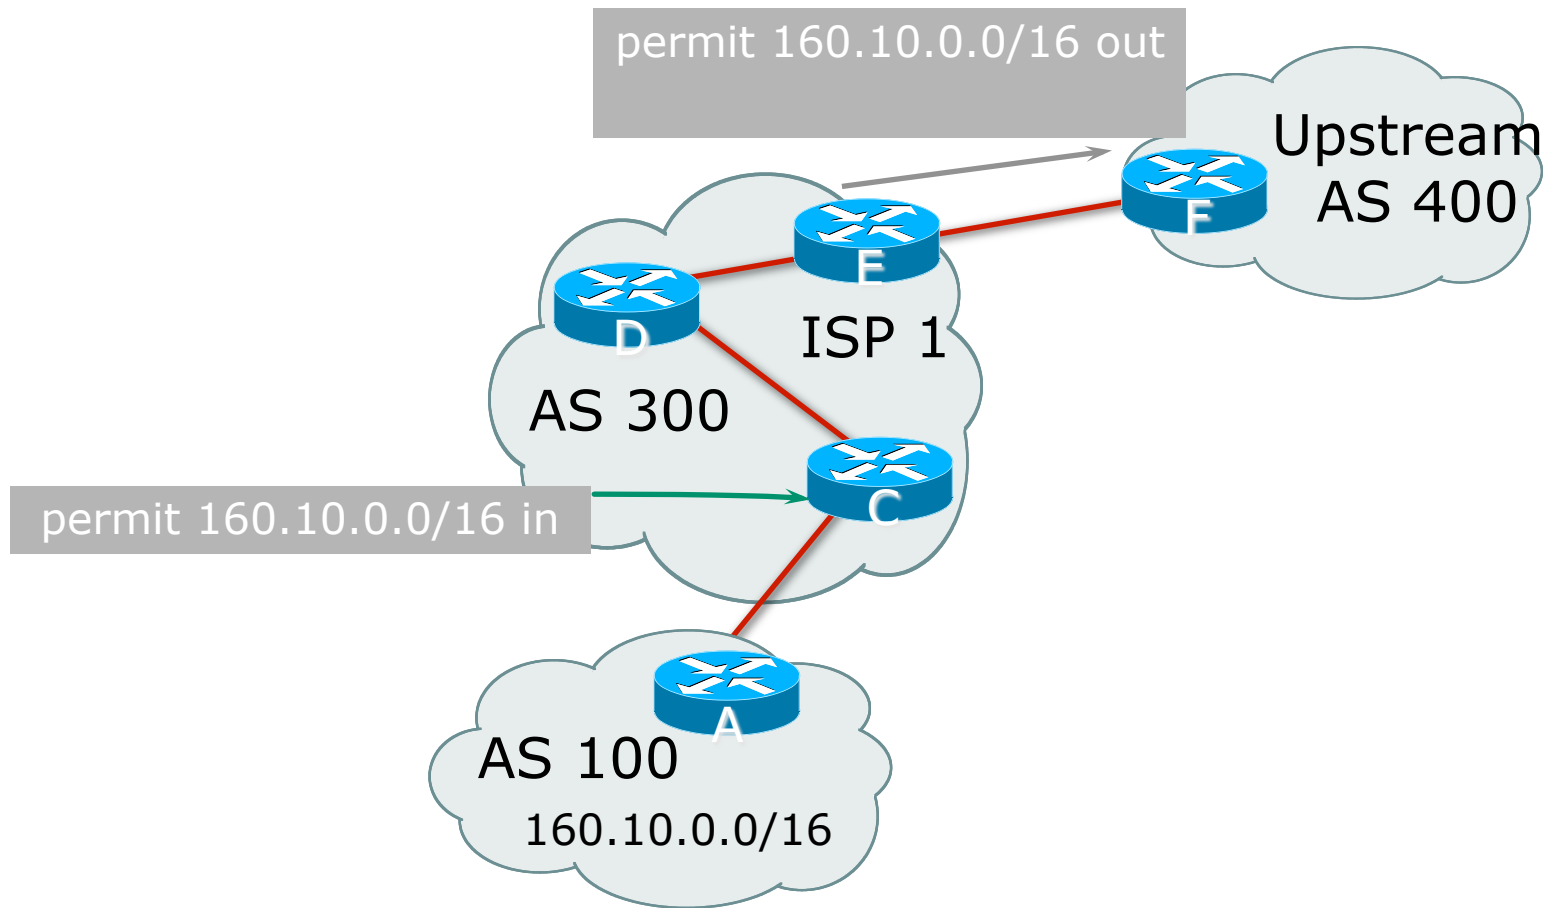 permit 160.10.0.0/16 out
Upstream
AS 400
F
E
D
ISP 1
AS 300
C
permit 160.10.0.0/16 in
A
AS 100
160.10.0.0/16